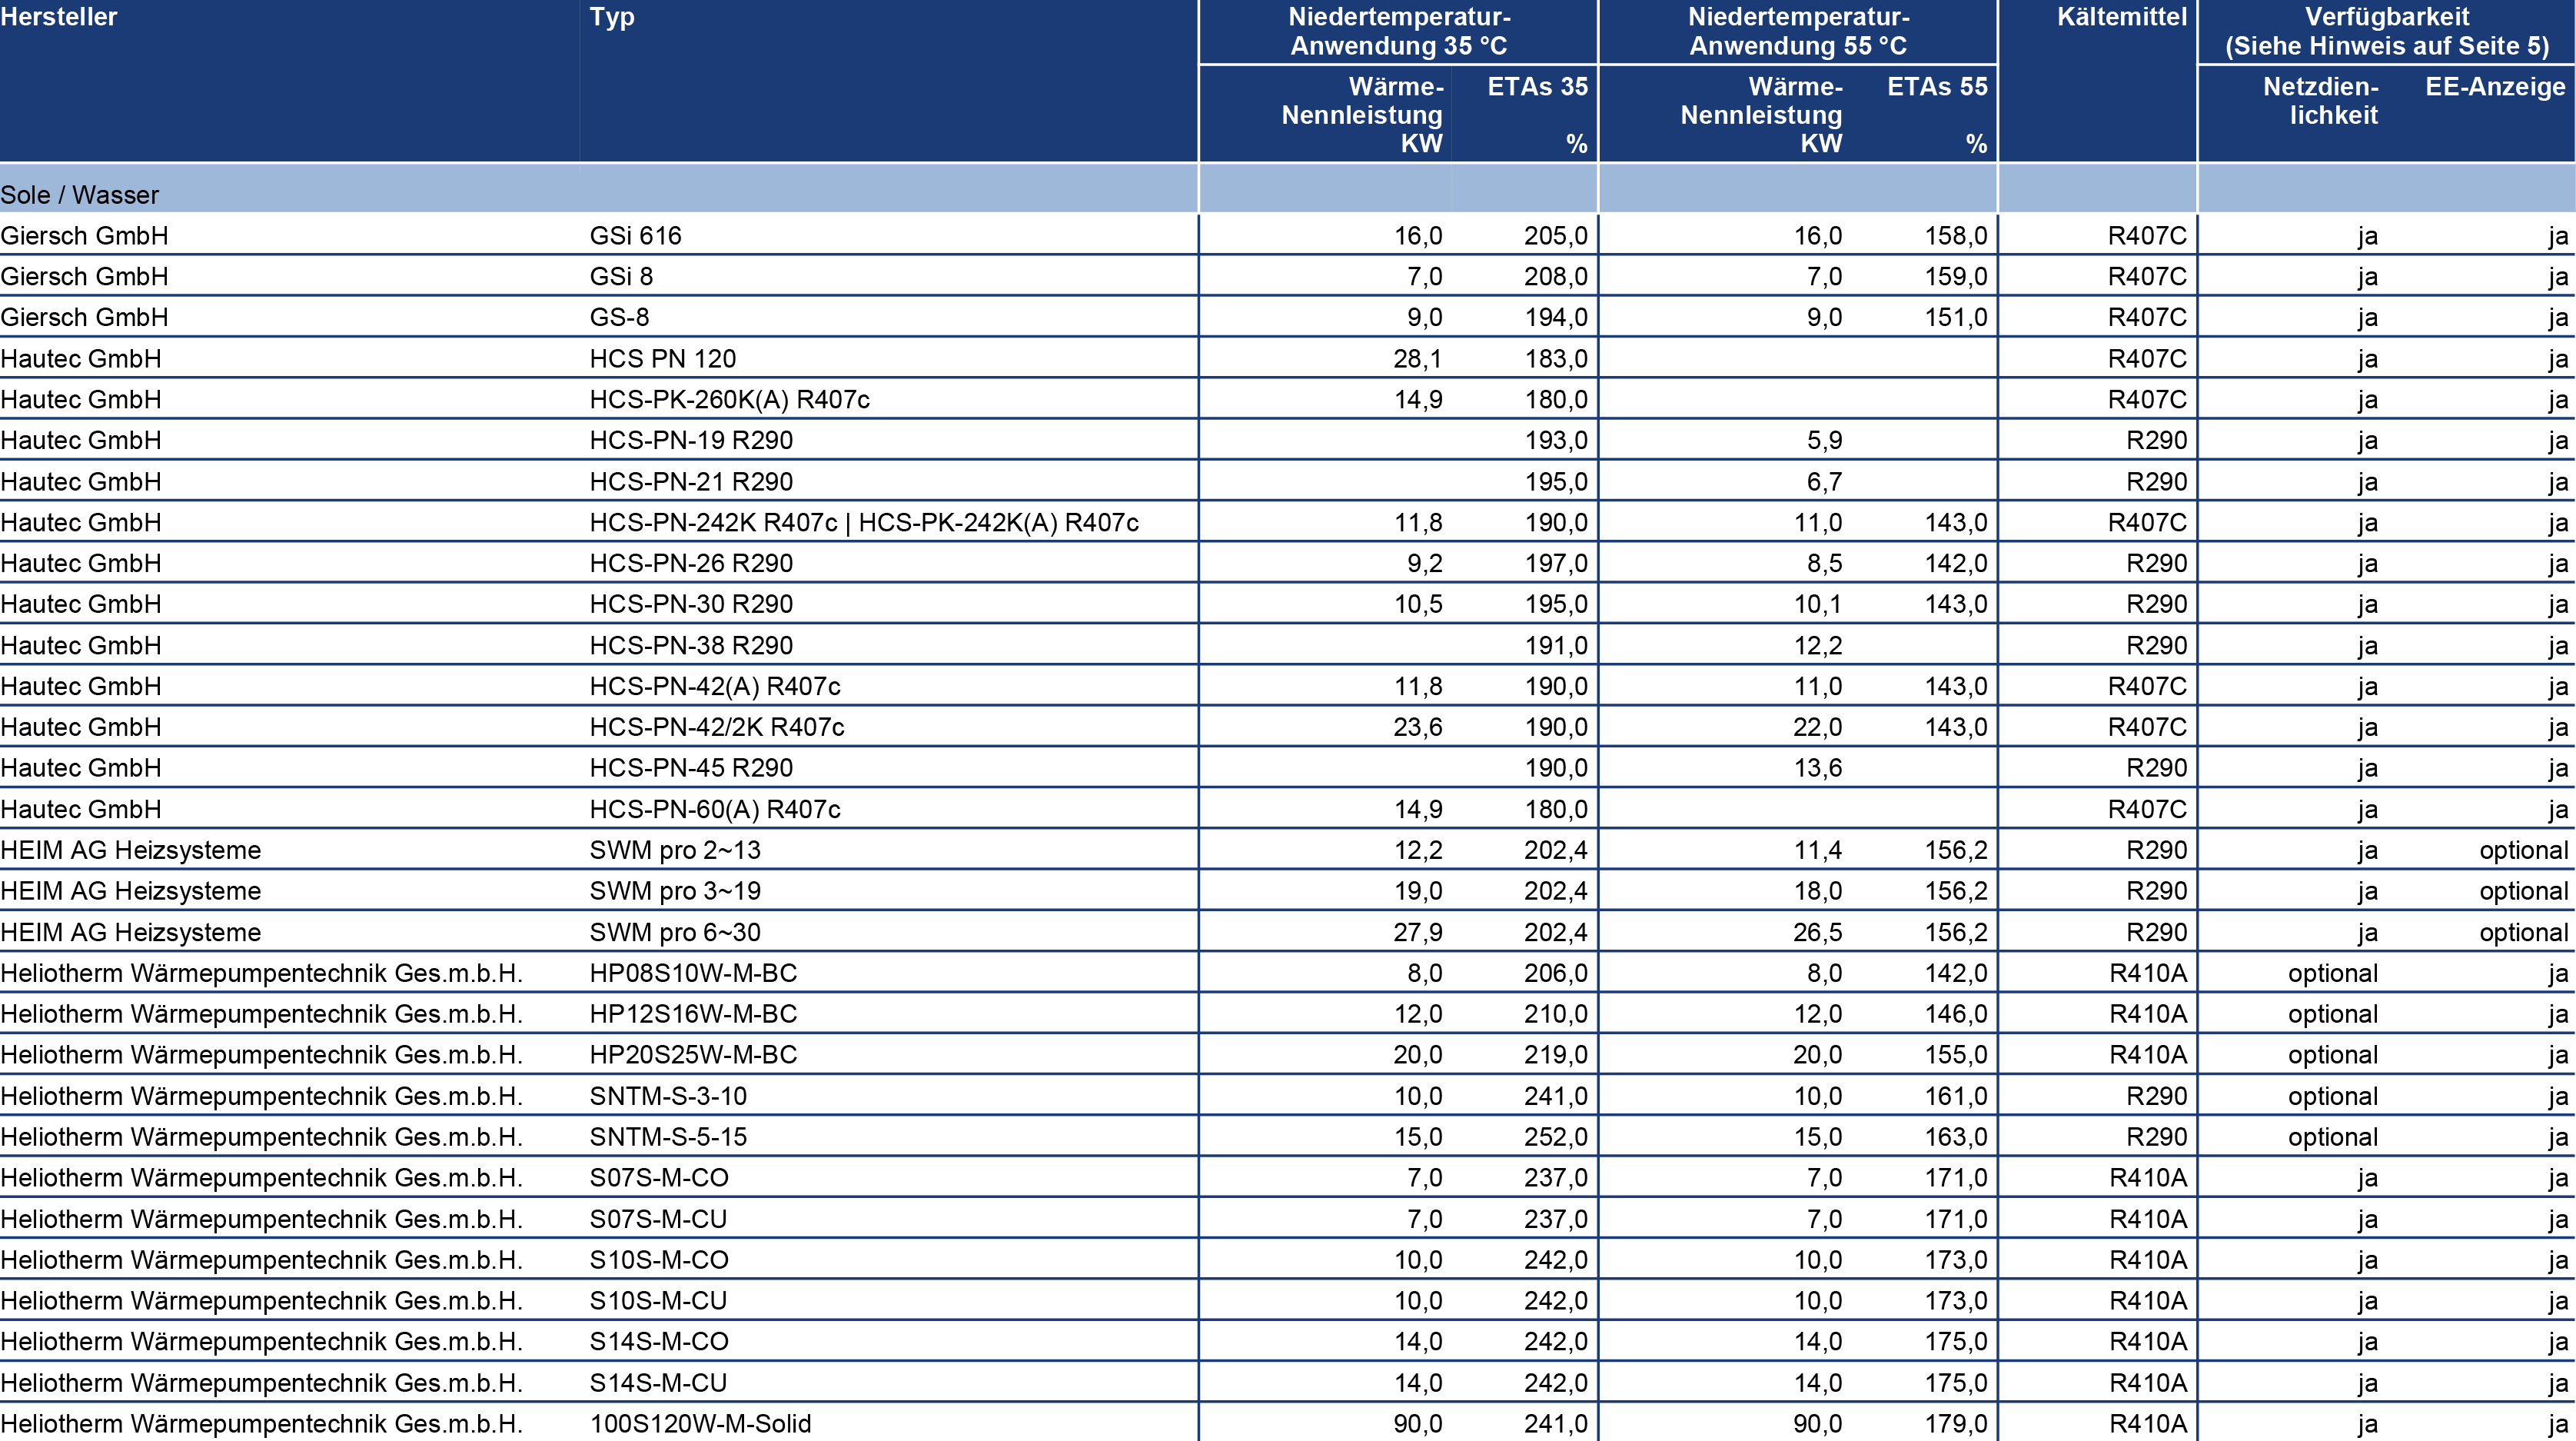 Hersteller Typ Niedertemperatur- Niedertemperatur- Kältemittel Verfügbarkeit
Anwendung 35 °C Anwendung 55 °C (Siehe Hinweis auf Seite 5)
Wärme- ETAs 35 Wärme- ETAs 55 Netzdien- EE-Anzeige
Nennleistung Nennleistung lichkeit
KW % KW %
Sole / Wasser
Giersch GmbH GSi 616 16,0 205,0 16,0 158,0 R407C ja ja
Giersch GmbH GSi 8 7,0 208,0 7,0 159,0 R407C ja ja
Giersch GmbH GS-8 9,0 194,0 9,0 151,0 R407C ja ja
Hautec GmbH HCS PN 120 28,1 183,0 R407C ja ja
Hautec GmbH HCS-PK-260K(A) R407c 14,9 180,0 R407C ja ja
Hautec GmbH HCS-PN-19 R290 193,0 5,9 R290 ja ja
Hautec GmbH HCS-PN-21 R290 195,0 6,7 R290 ja ja
Hautec GmbH HCS-PN-242K R407c | HCS-PK-242K(A) R407c 11,8 190,0 11,0 143,0 R407C ja ja
Hautec GmbH HCS-PN-26 R290 9,2 197,0 8,5 142,0 R290 ja ja
Hautec GmbH HCS-PN-30 R290 10,5 195,0 10,1 143,0 R290 ja ja
Hautec GmbH HCS-PN-38 R290 191,0 12,2 R290 ja ja
Hautec GmbH HCS-PN-42(A) R407c 11,8 190,0 11,0 143,0 R407C ja ja
Hautec GmbH HCS-PN-42/2K R407c 23,6 190,0 22,0 143,0 R407C ja ja
Hautec GmbH HCS-PN-45 R290 190,0 13,6 R290 ja ja
Hautec GmbH HCS-PN-60(A) R407c 14,9 180,0 R407C ja ja
HEIM AG Heizsysteme SWM pro 2~13 12,2 202,4 11,4 156,2 R290 ja optional
HEIM AG Heizsysteme SWM pro 3~19 19,0 202,4 18,0 156,2 R290 ja optional
HEIM AG Heizsysteme SWM pro 6~30 27,9 202,4 26,5 156,2 R290 ja optional
Heliotherm Wärmepumpentechnik Ges.m.b.H. HP08S10W-M-BC 8,0 206,0 8,0 142,0 R410A optional ja
Heliotherm Wärmepumpentechnik Ges.m.b.H. HP12S16W-M-BC 12,0 210,0 12,0 146,0 R410A optional ja
Heliotherm Wärmepumpentechnik Ges.m.b.H. HP20S25W-M-BC 20,0 219,0 20,0 155,0 R410A optional ja
Heliotherm Wärmepumpentechnik Ges.m.b.H. SNTM-S-3-10 10,0 241,0 10,0 161,0 R290 optional ja
Heliotherm Wärmepumpentechnik Ges.m.b.H. SNTM-S-5-15 15,0 252,0 15,0 163,0 R290 optional ja
Heliotherm Wärmepumpentechnik Ges.m.b.H. S07S-M-CO 7,0 237,0 7,0 171,0 R410A ja ja
Heliotherm Wärmepumpentechnik Ges.m.b.H. S07S-M-CU 7,0 237,0 7,0 171,0 R410A ja ja
Heliotherm Wärmepumpentechnik Ges.m.b.H. S10S-M-CO 10,0 242,0 10,0 173,0 R410A ja ja
Heliotherm Wärmepumpentechnik Ges.m.b.H. S10S-M-CU 10,0 242,0 10,0 173,0 R410A ja ja
Heliotherm Wärmepumpentechnik Ges.m.b.H. S14S-M-CO 14,0 242,0 14,0 175,0 R410A ja ja
Heliotherm Wärmepumpentechnik Ges.m.b.H. S14S-M-CU 14,0 242,0 14,0 175,0 R410A ja ja
Heliotherm Wärmepumpentechnik Ges.m.b.H. 100S120W-M-Solid 90,0 241,0 90,0 179,0 R410A ja ja